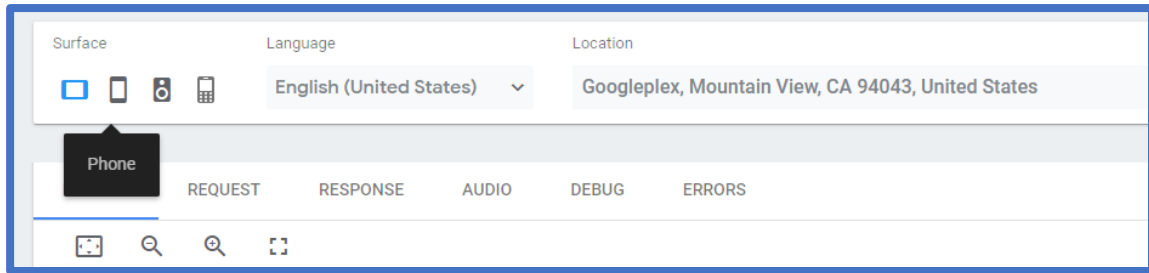 Surface Language Location
English (United States) Googleplex, Mountain View, CA 94043, United States
Phone
REQUEST RESPONSE AUDIO DEBUG ERRORS